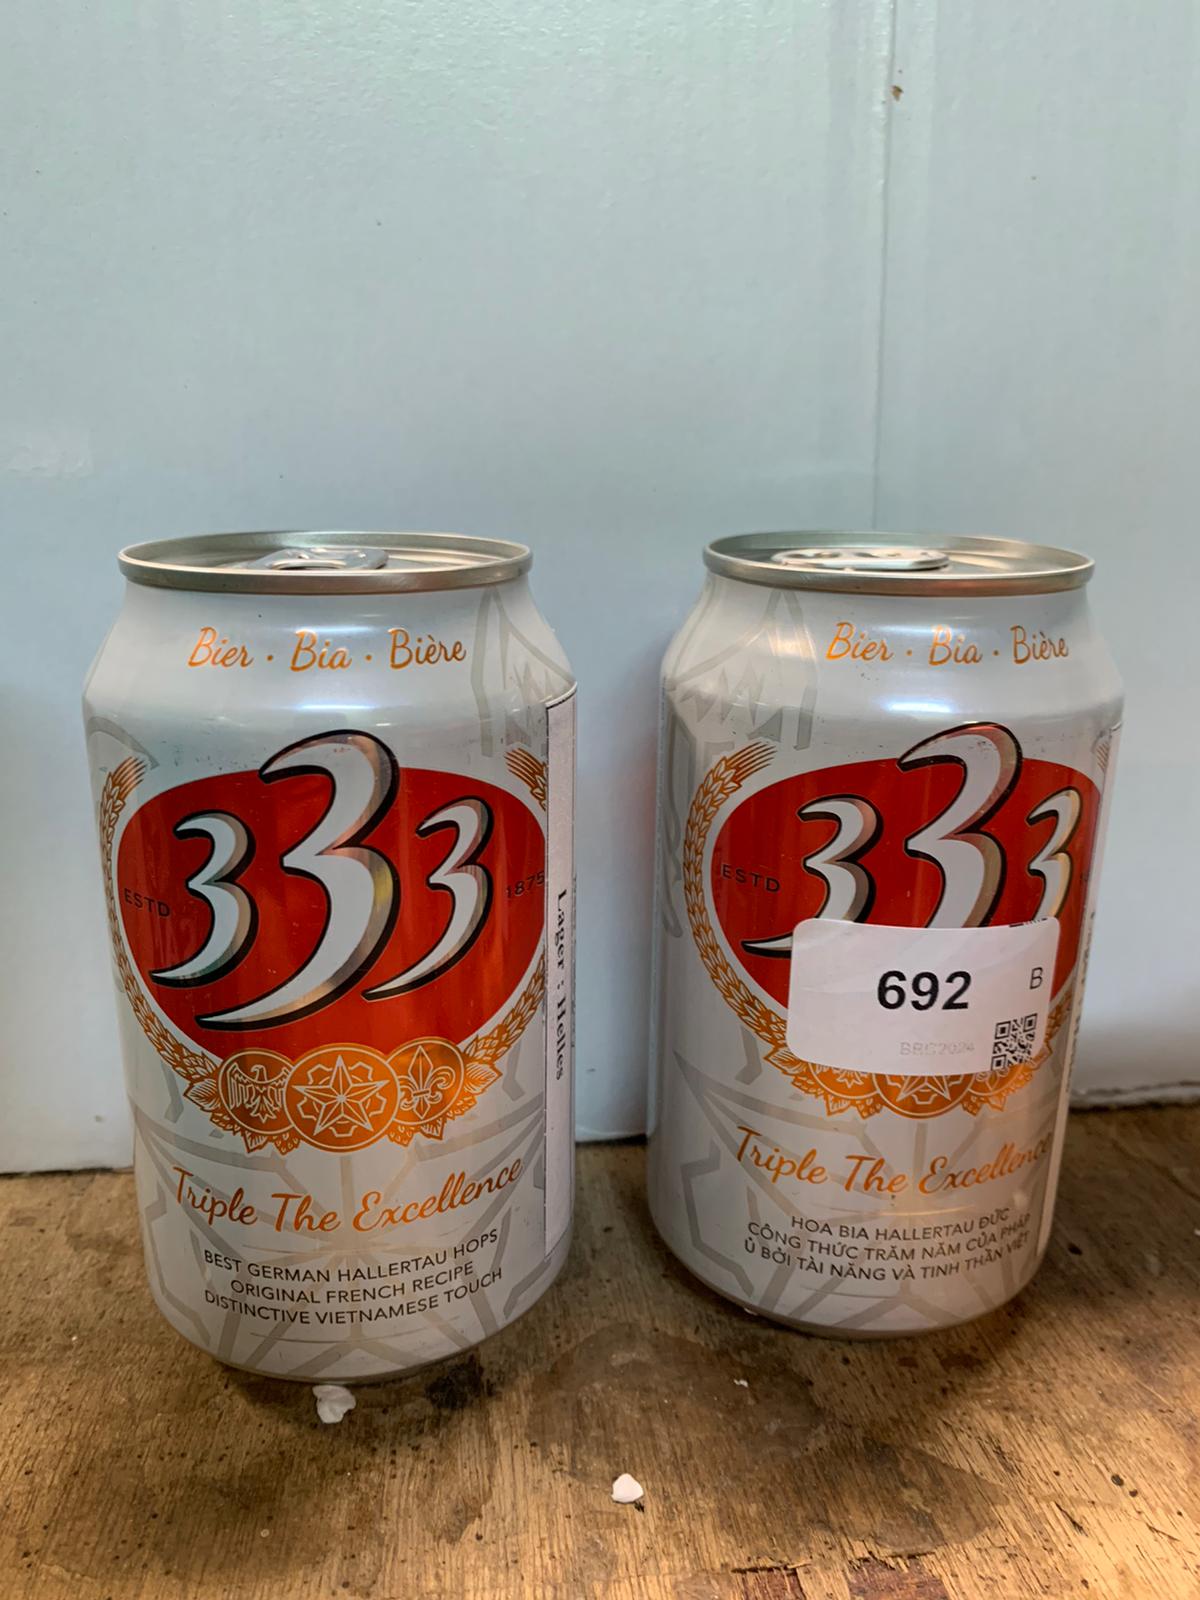 Bier · Bia · Bière
333
ESTD
1875
Lager : Helles
Triple The Excellence
BEST GERMAN HALLERTAU HOPS
ORIGINAL FRENCH RECIPE
DISTINCTIVE VIETNAMESE TOUCH
Bier · Bia · Bière
333
ESTD
692
B
BBC2024
Triple The Excellence
HOA BIA HALLERTAU ĐỨC
CÔNG THỨC TRĂM NĂM CỦA PHÁP
Ủ BỞI TÀI NĂNG VÀ TINH THẦN VIỆT